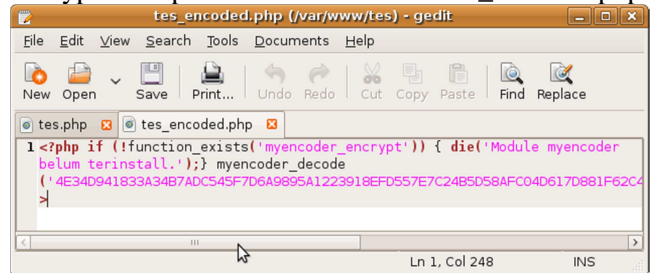 tes_encoded.php (/var/www/tes) - gedit
File Edit View Search Tools Documents Help
New Open Save Print... Undo Redo Cut Copy Paste Find Replace
tes.php tes_encoded.php
1 <?php if (!function_exists('myencoder_encrypt')) { die('Module myencoder
belum terinstall.');} myencoder_decode
('4E34D941833A34B7ADC545F7D6A9895A1223918EFD557E7C24B5D58AFC04D617D881F62C4
>
Ln 1, Col 248 INS